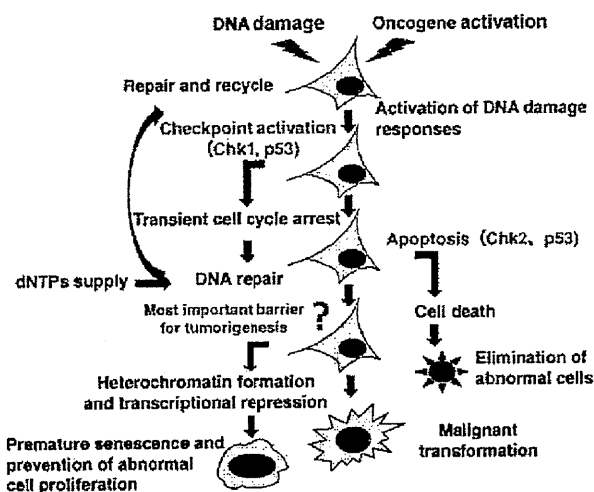 DNA damage
Oncogene activation
Repair and recycle
Activation of DNA damage
responses
Checkpoint activation
(Chk1, p53)
Transient cell cycle arrest
Apoptosis (Chk2, p53)
dNTPs supply
DNA repair
Most important barrier
for tumorigenesis
?
Cell death
Elimination of
abnormal cells
Heterochromatin formation
and transcriptional repression
Malignant
transformation
Premature senescence and
prevention of abnormal
cell proliferation